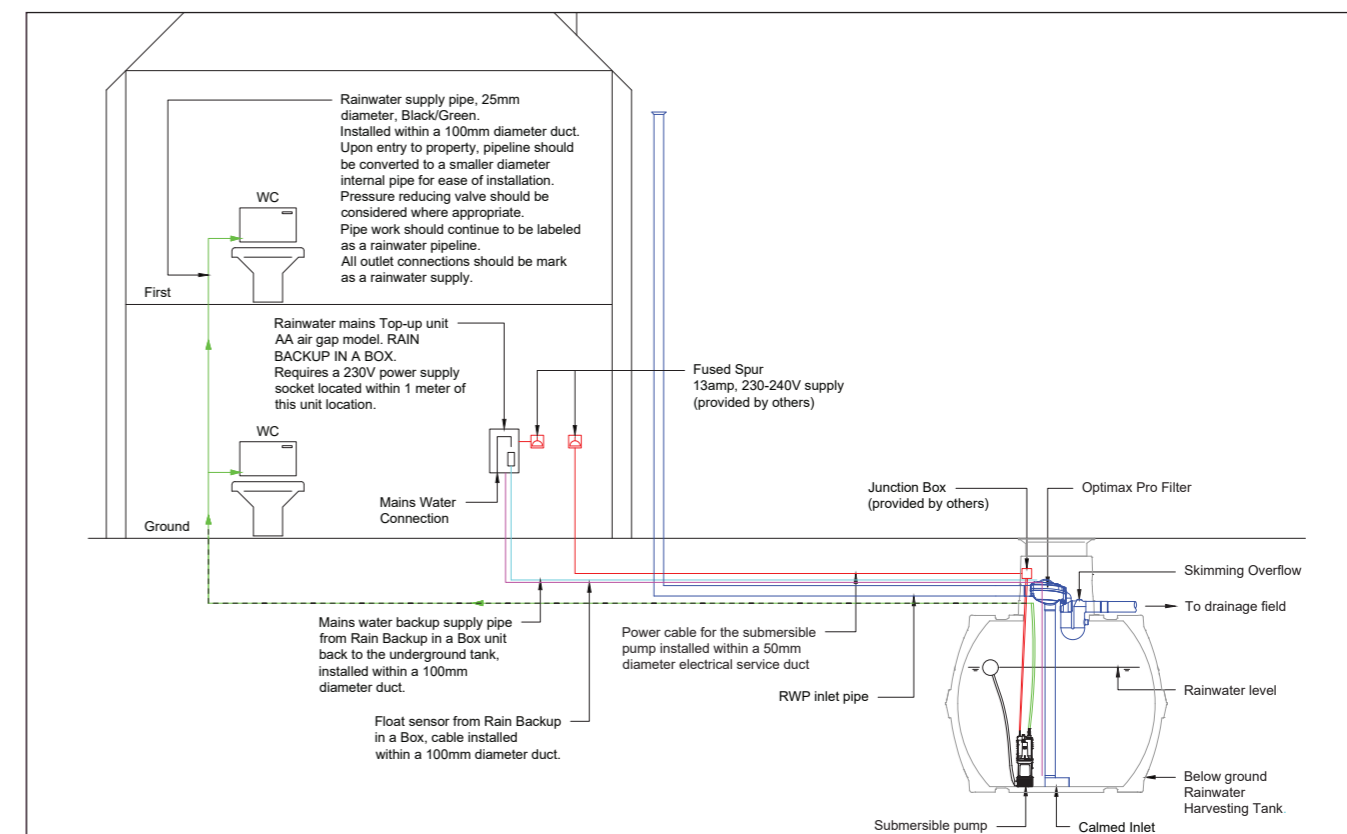 Rainwater supply pipe, 25mm
diameter, Black/Green.
Installed within a 100mm diameter duct.
Upon entry to property, pipeline should
be converted to a smaller diameter
internal pipe for ease of installation.
Pressure reducing valve should be
considered where appropriate.
Pipe work should continue to be labeled
as a rainwater pipeline.
All outlet connections should be mark
as a rainwater supply.
WC
First
Rainwater mains Top-up unit
AA air gap model. RAIN
BACKUP IN A BOX.
Requires a 230V power supply
socket located within 1 meter of
this unit location.
Fused Spur
13amp, 230-240V supply
(provided by others)
WC
Mains Water
Connection
Ground
Junction Box
(provided by others)
Optimax Pro Filter
Skimming Overflow
To drainage field
Mains water backup supply pipe
from Rain Backup in a Box unit
back to the underground tank,
installed within a 100mm
diameter duct.
Power cable for the submersible
pump installed within a 50mm
diameter electrical service duct
RWP inlet pipe
Rainwater level
Float sensor from Rain Backup
in a Box, cable installed
within a 100mm diameter duct.
Below ground
Rainwater
Harvesting Tank.
Submersible pump
Calmed Inlet